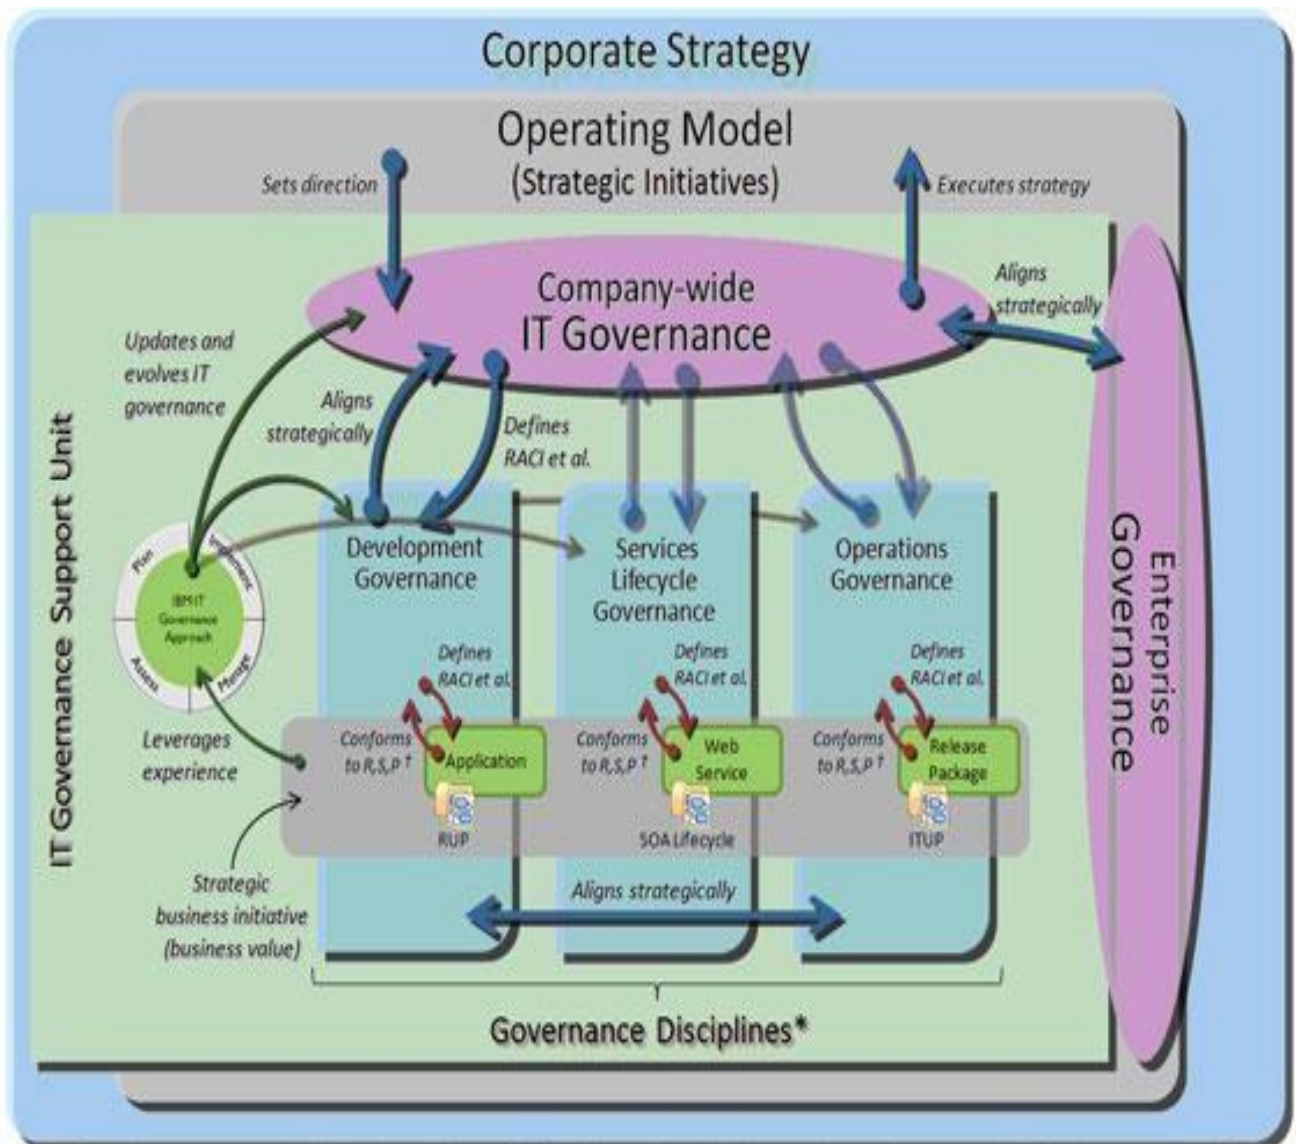 Corporate Strategy
Operating Model
(Strategic Initiatives)
Sets direction
Executes strategy
Company-wide
IT Governance
Aligns
strategically
Updates and
evolves IT
governance
Aligns
strategically
Defines
RACI et al.
IT Governance Support Unit
Plan
Implement
IBM IT
Governance
Approach
Assess
Manage
Development
Governance
Services
Lifecycle
Governance
Operations
Governance
Enterprise
Governance
Defines
RACI et al.
Defines
RACI et al.
Defines
RACI et al.
Leverages
experience
Conforms
to R,S,P †
Application
RUP
Conforms
to R,S,P †
Web
Service
SOA Lifecycle
Conforms
to R,S,P †
Release
Package
ITUP
Strategic
business initiative
(business value)
Aligns strategically
Governance Disciplines*